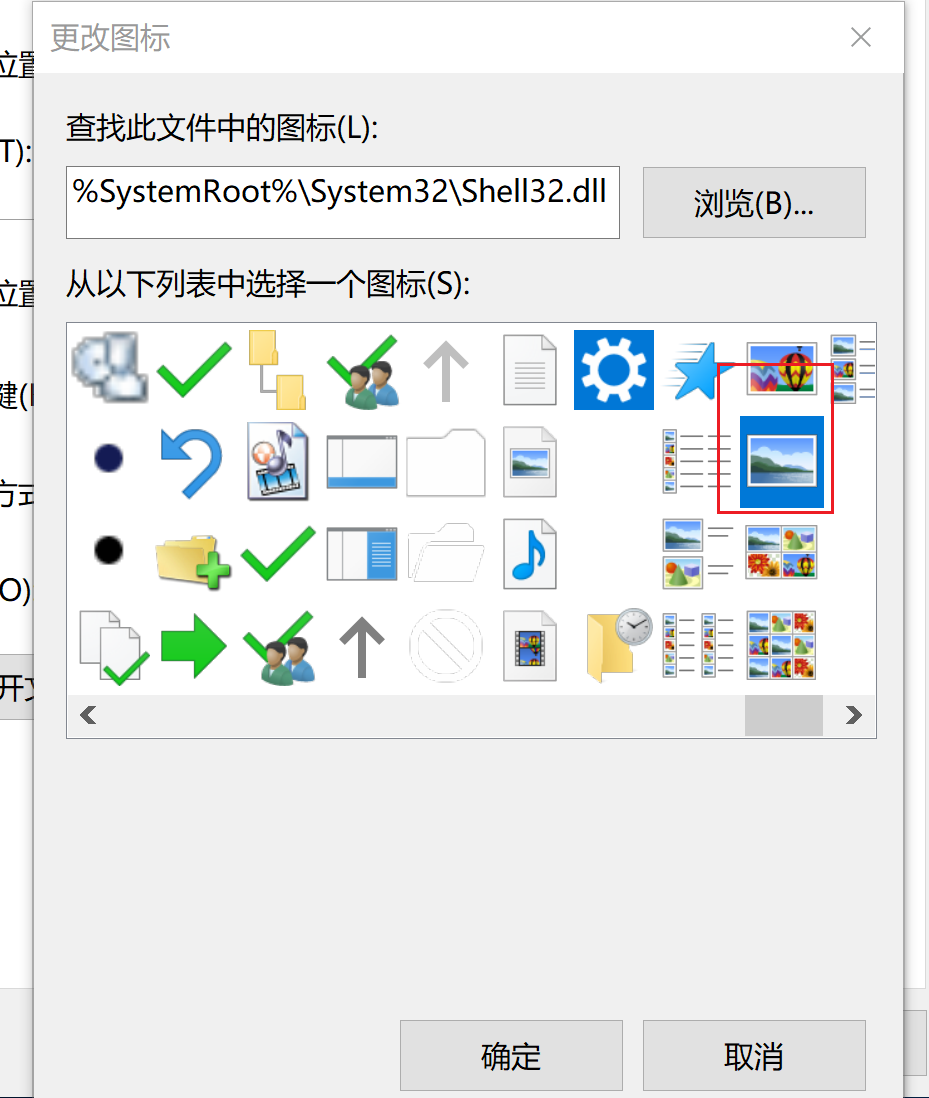 更改图标
位置
查找此文件中的图标(L):
T):
%SystemRoot%\System32\Shell32.dll
浏览(B)...
位置
从以下列表中选择一个图标(S):
键(
方式
O)
开文
确定
取消